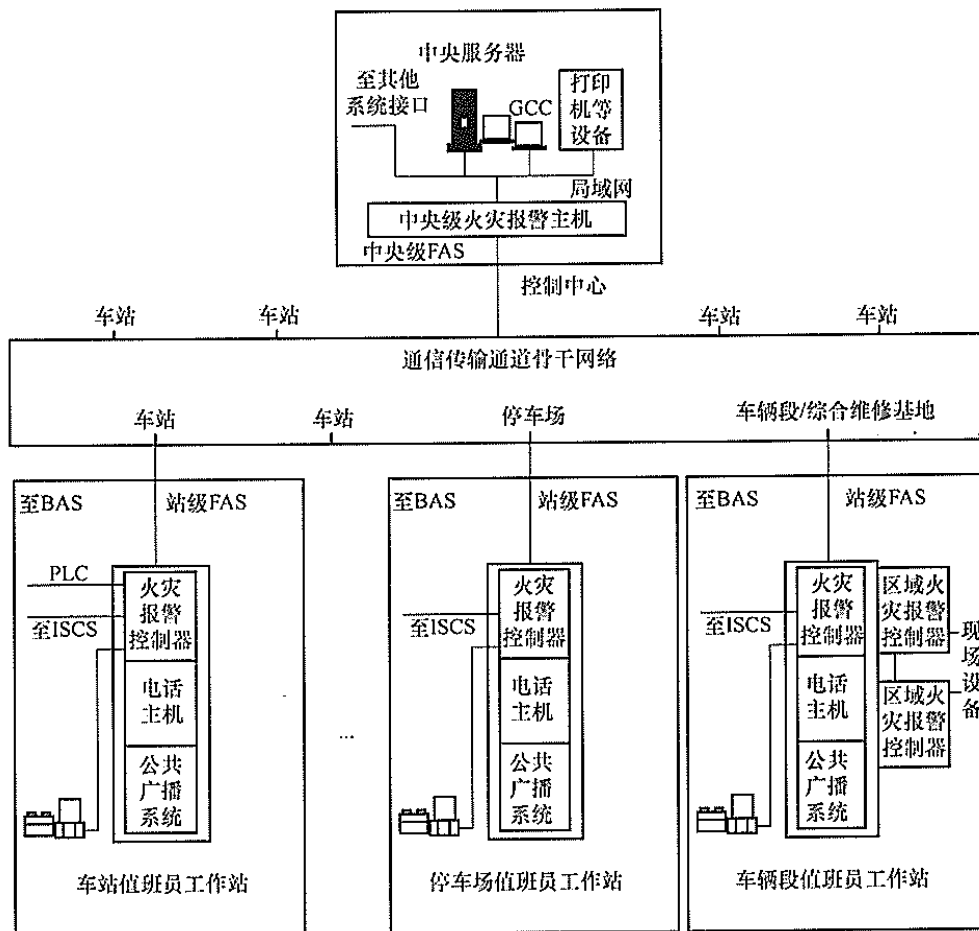 中央服务器
至其他
系统接口
GCC
打印
机等
设备
局域网
中央级火灾报警主机
中央级FAS
控制中心
车站
车站
车站
车站
通信传输通道骨干网络
车站
车站
停车场
车辆段/综合维修基地
至BAS
站级FAS
PLC
至ISCS
火灾
报警
控制器
电话
主机
公共
广播
系统
车站值班员工作站
...
至BAS
站级FAS
至ISCS
火灾
报警
控制器
电话
主机
公共
广播
系统
停车场值班员工作站
至BAS
站级FAS
至ISCS
火灾
报警
控制器
电话
主机
公共
广播
系统
区域火
灾报警
控制器
区域火
灾报警
控制器
现
场
设
备
车辆段值班员工作站